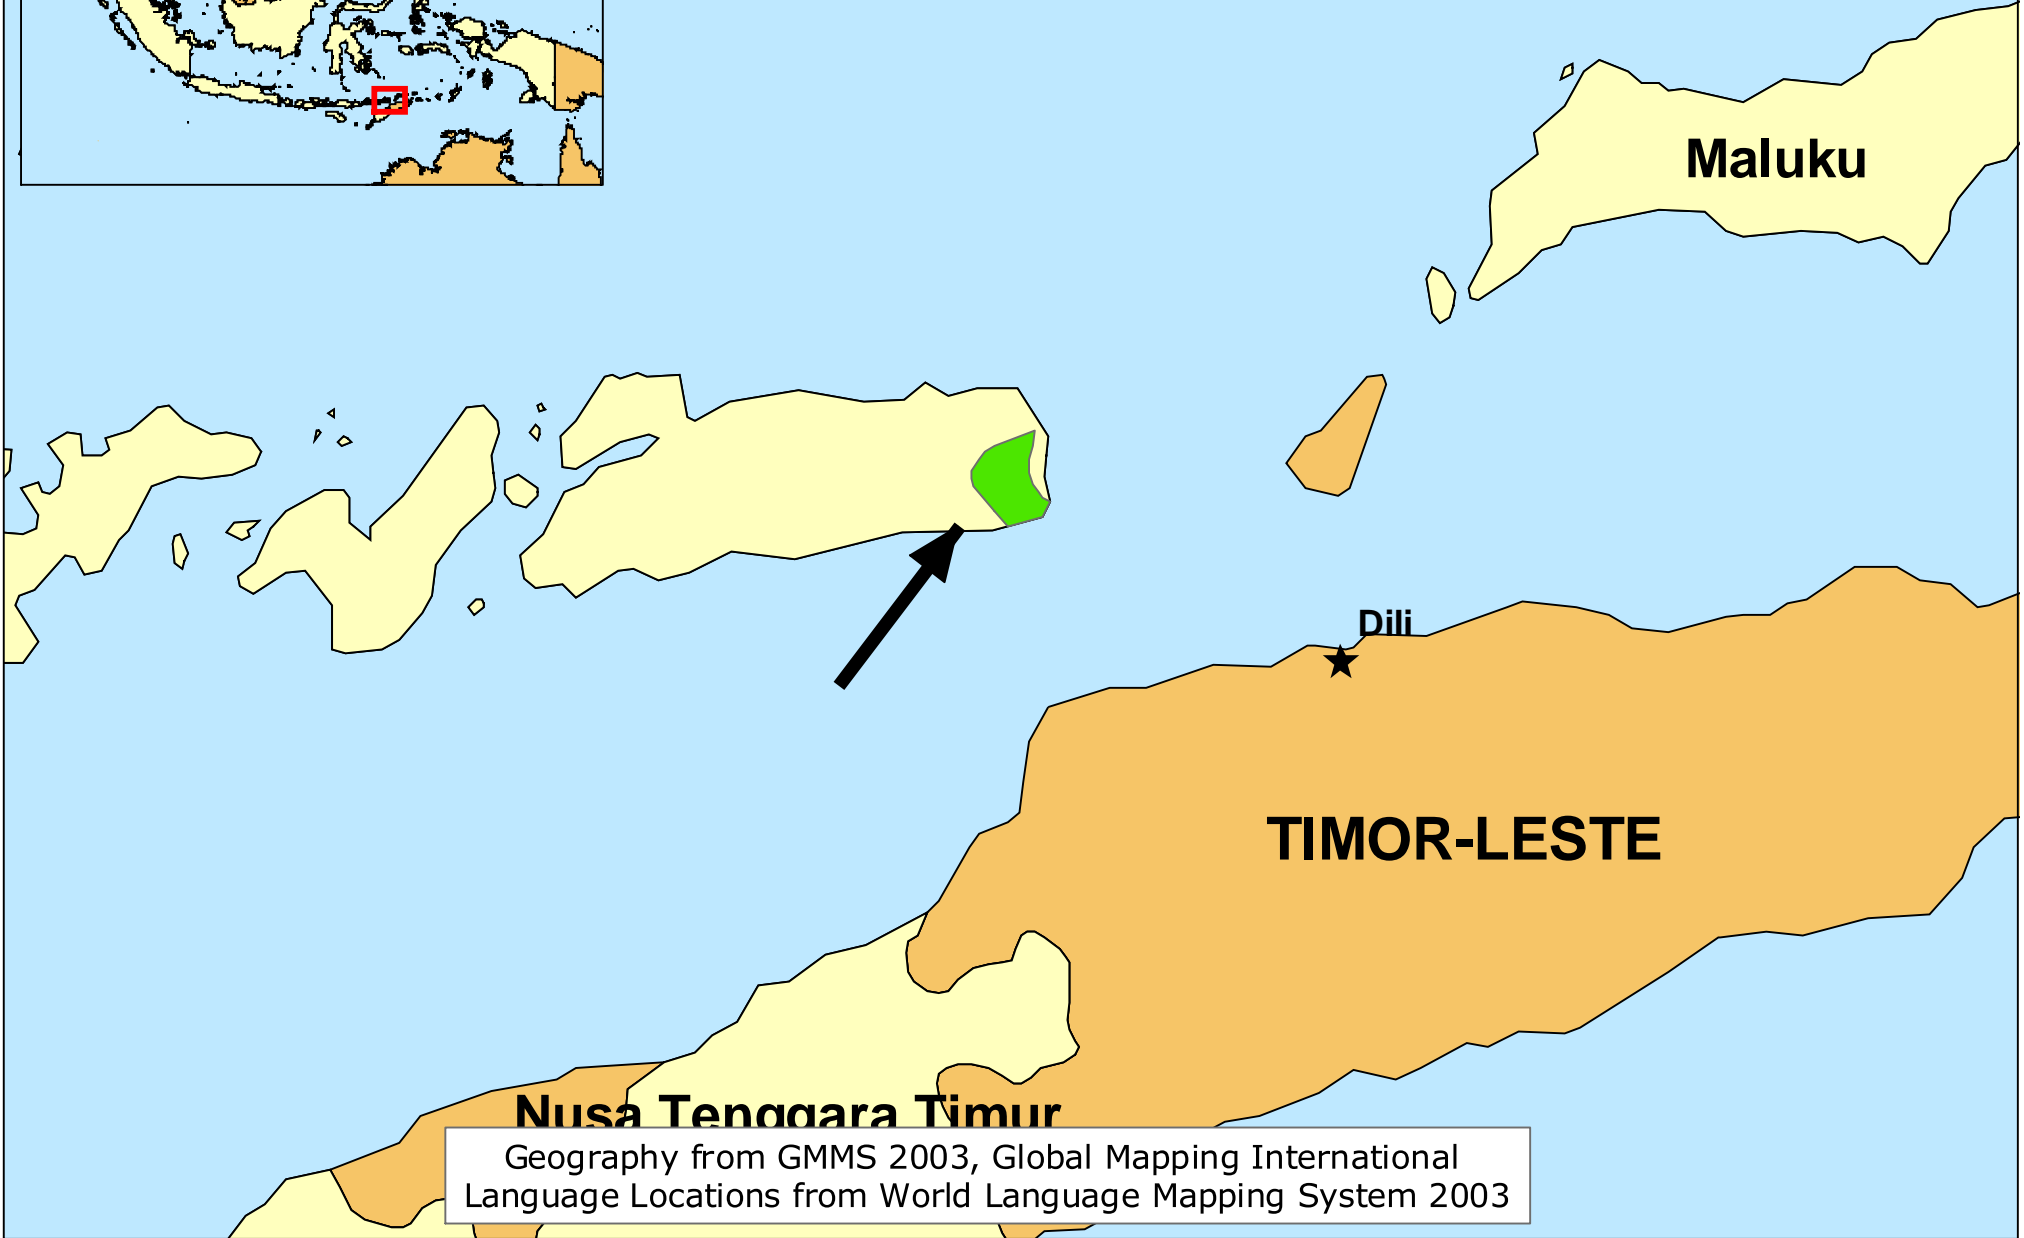 Maluku
Dili
TIMOR-LESTE
Nusa Tenggara Timur
Geography from GMMS 2003, Global Mapping International
Language Locations from World Language Mapping System 2003